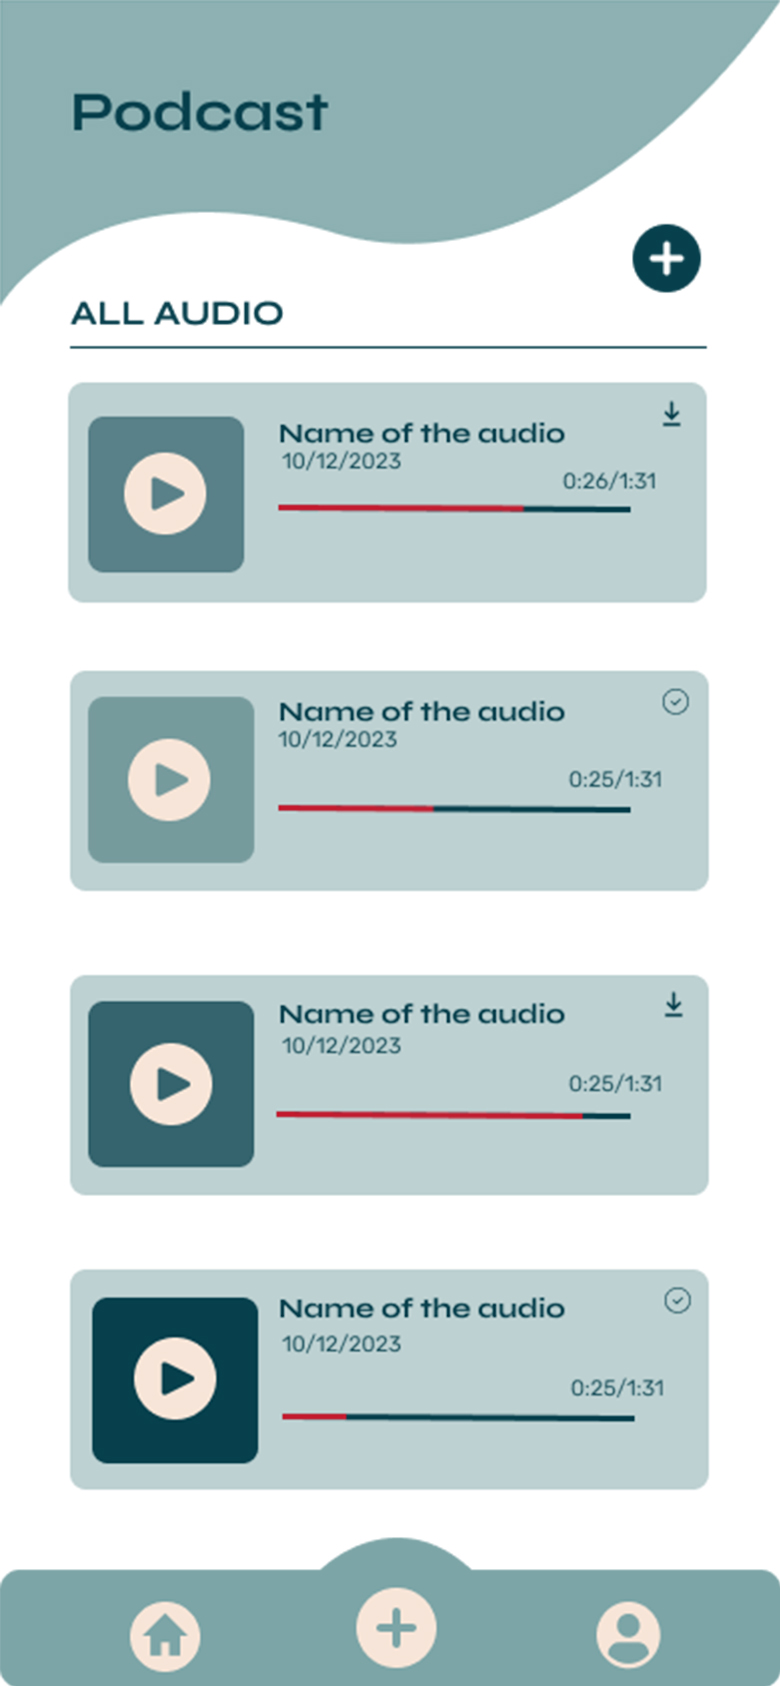 Podcast
ALL AUDIO
Name of the audio
10/12/2023
0:26/1:31
Name of the audio
10/12/2023
0:25/1:31
Name of the audio
10/12/2023
0:25/1:31
Name of the audio
10/12/2023
0:25/1:31